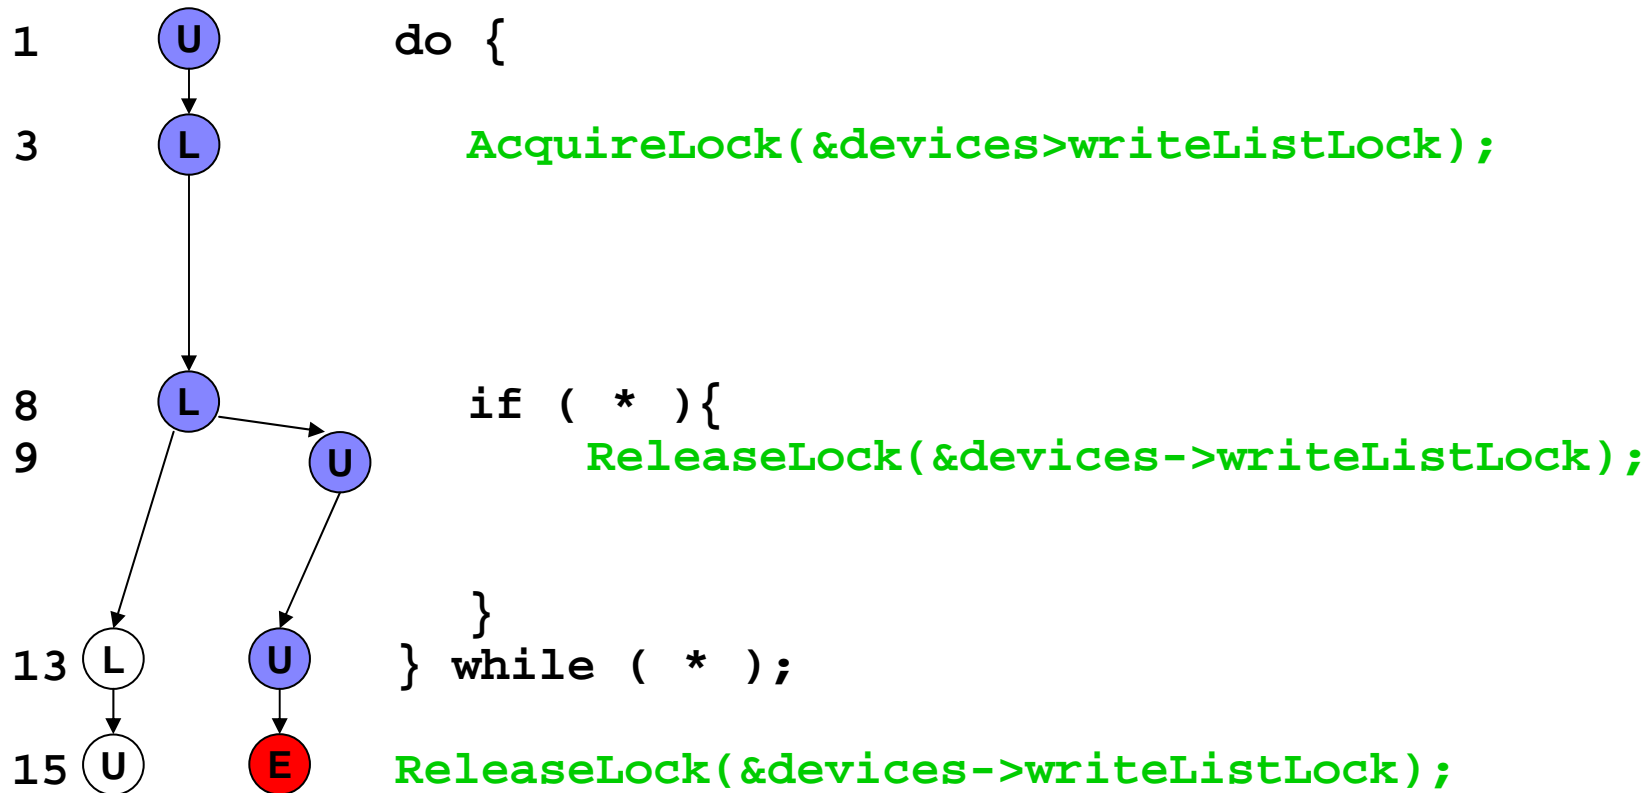 1 U do {
3 L AcquireLock(&devices>writeListLock);
8 L if ( * ){
9 U ReleaseLock(&devices->writeListLock);
}
13 L U } while ( * );
15 U E ReleaseLock(&devices->writeListLock);